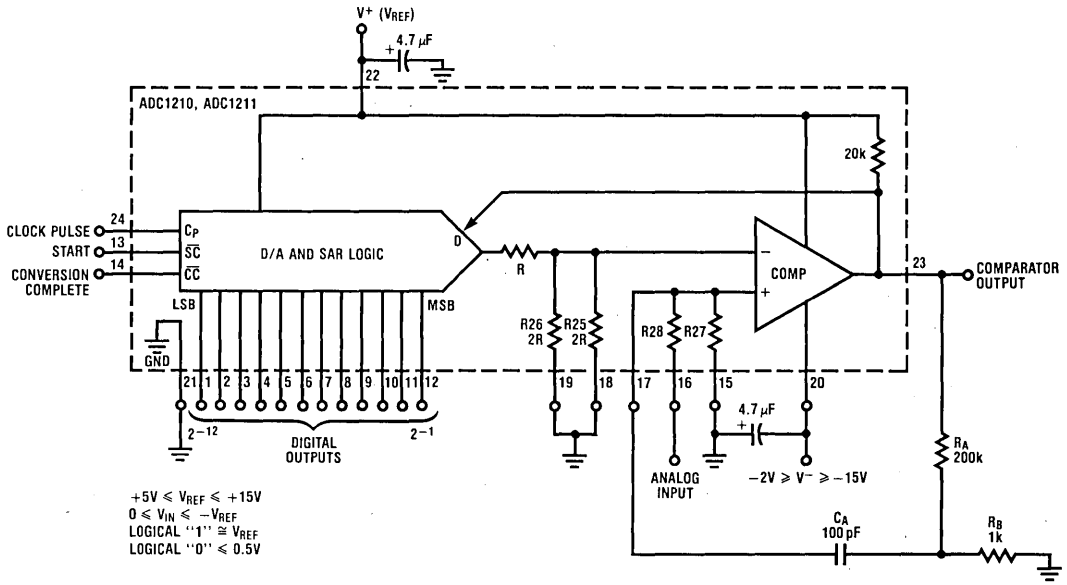 V+ (VREF)
+ 4.7 µF
22
ADC1210, ADC1211
20k
CLOCK PULSE 24 CP
START 13 SC
CONVERSION COMPLETE 14 CC
D/A AND SAR LOGIC
D
R
LSB
MSB
− COMP +
23
COMPARATOR
OUTPUT
R26
2R
R25
2R
R28
R27
GND
21 1 2 3 4 5 6 7 8 9 10 11 12
19 18 17 16 15 20
2−12
2−1
DIGITAL
OUTPUTS
4.7 µF
+
ANALOG
INPUT
−2V ≥ V− ≥ −15V
RA
200k
+5V ≤ VREF ≤ +15V
0 ≤ VIN ≤ −VREF
LOGICAL "1" ≅ VREF
LOGICAL "0" ≤ 0.5V
CA
100 pF
RB
1k